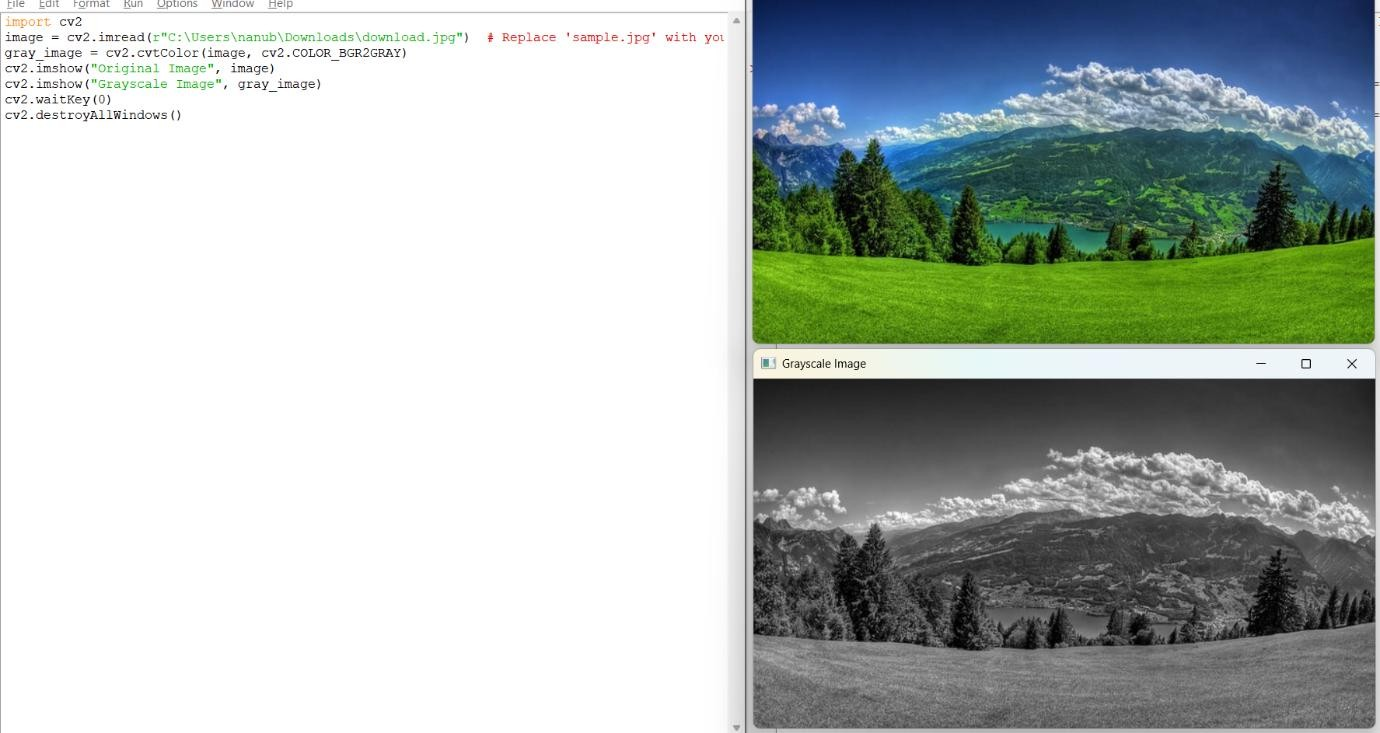 File Edit Format Run Options Window Help
import cv2
image = cv2.imread(r"C:\Users\nanub\Downloads\download.jpg")  # Replace 'sample.jpg' with you
gray_image = cv2.cvtColor(image, cv2.COLOR_BGR2GRAY)
cv2.imshow("Original Image", image)
cv2.imshow("Grayscale Image", gray_image)
cv2.waitKey(0)
cv2.destroyAllWindows()
Grayscale Image